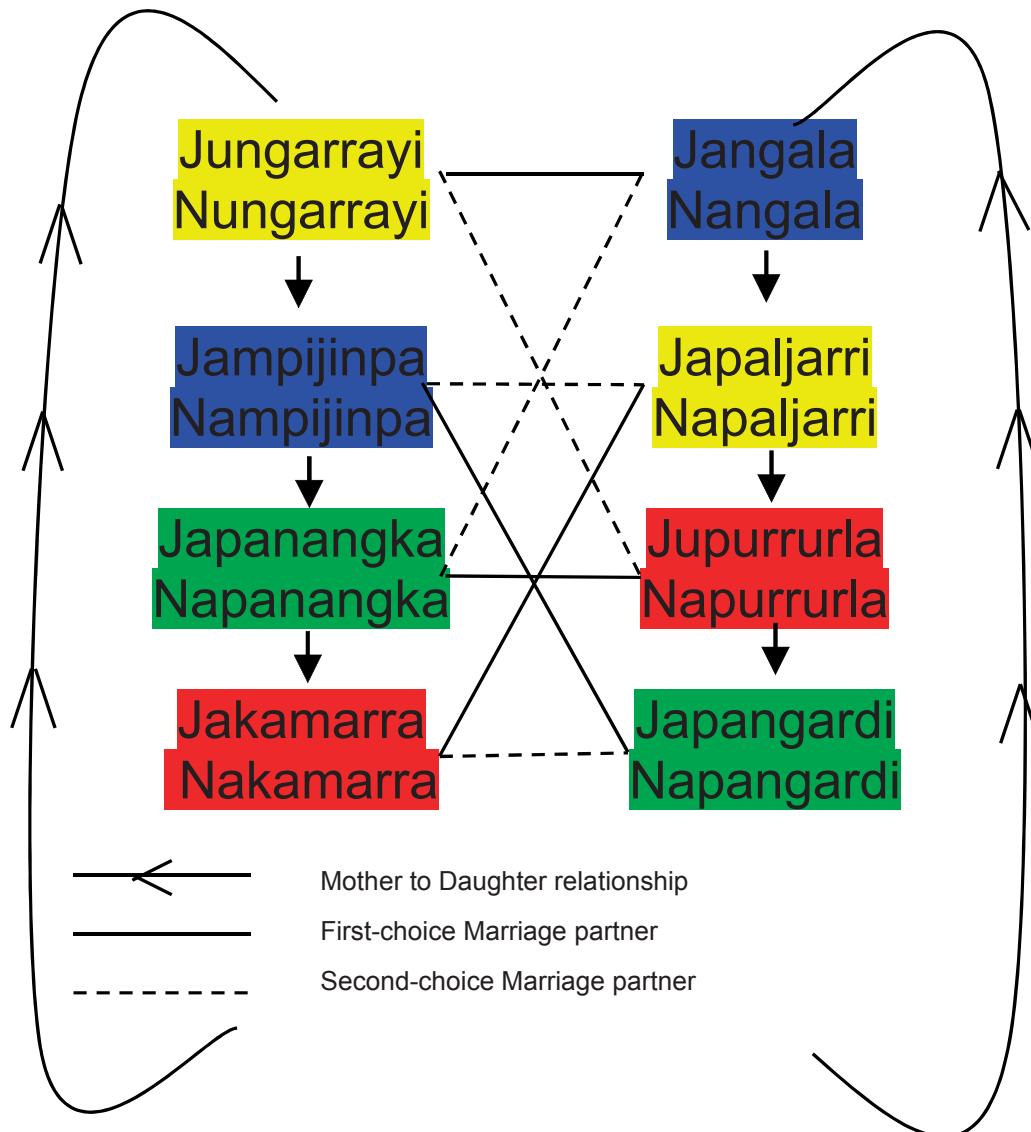 Jungarrayi
Nungarrayi
Jangala
Nangala
Jampijinpa
Nampijinpa
Japaljarri
Napaljarri
Japanangka
Napanangka
Jupurrurla
Napurrurla
Jakamarra
Nakamarra
Japangardi
Napangardi
Mother to Daughter relationship
First-choice Marriage partner
Second-choice Marriage partner